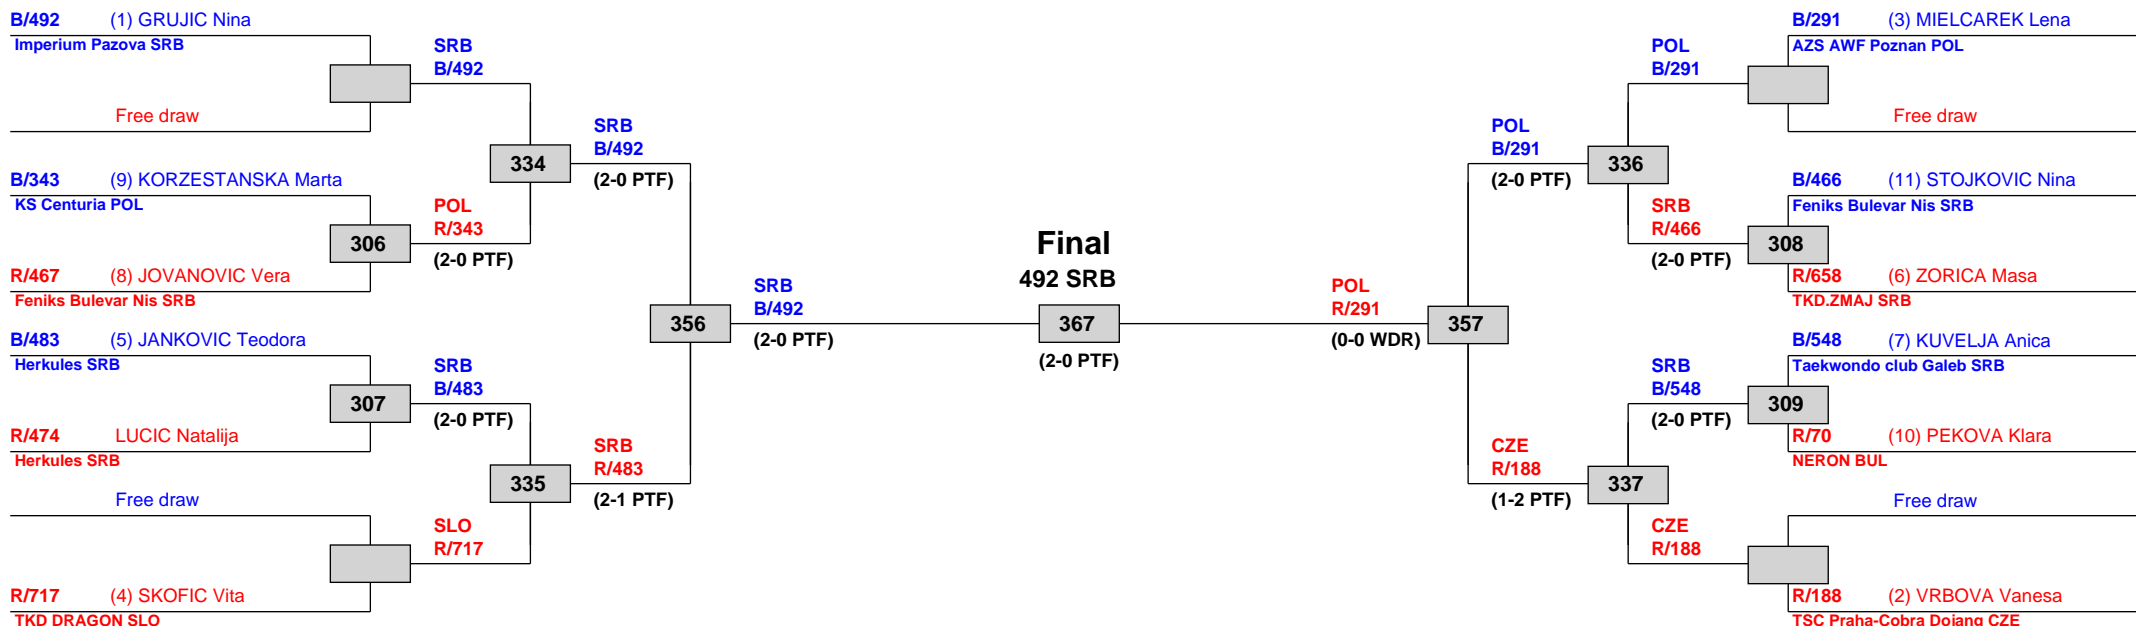 B/492 (1) GRUJIC Nina
Imperium Pazova SRB
Free draw
B/343 (9) KORZESTANSKA Marta
KS Centuria POL
306
R/467 (8) JOVANOVIC Vera
Feniks Bulevar Nis SRB
B/483 (5) JANKOVIC Teodora
Herkules SRB
307
R/474 LUCIC Natalija
Herkules SRB
Free draw
R/717 (4) SKOFIC Vita
TKD DRAGON SLO
SRB
B/492
334
POL
R/343
(2-0 PTF)
SRB
B/483
(2-0 PTF)
335
SLO
R/717
SRB
B/492
(2-0 PTF)
356
SRB
R/483
(2-1 PTF)
SRB
B/492
(2-0 PTF)
Final
492 SRB
367
(2-0 PTF)
POL
R/291
(0-0 WDR)
357
POL
B/291
(2-0 PTF)
CZE
R/188
(1-2 PTF)
POL
B/291
336
SRB
R/466
(2-0 PTF)
SRB
B/548
(2-0 PTF)
337
CZE
R/188
B/291 (3) MIELCAREK Lena
AZS AWF Poznan POL
Free draw
B/466 (11) STOJKOVIC Nina
Feniks Bulevar Nis SRB
308
R/658 (6) ZORICA Masa
TKD.ZMAJ SRB
B/548 (7) KUVELJA Anica
Taekwondo club Galeb SRB
309
R/70 (10) PEKOVA Klara
NERON BUL
Free draw
R/188 (2) VRBOVA Vanesa
TSC Praha-Cobra Dojang CZE